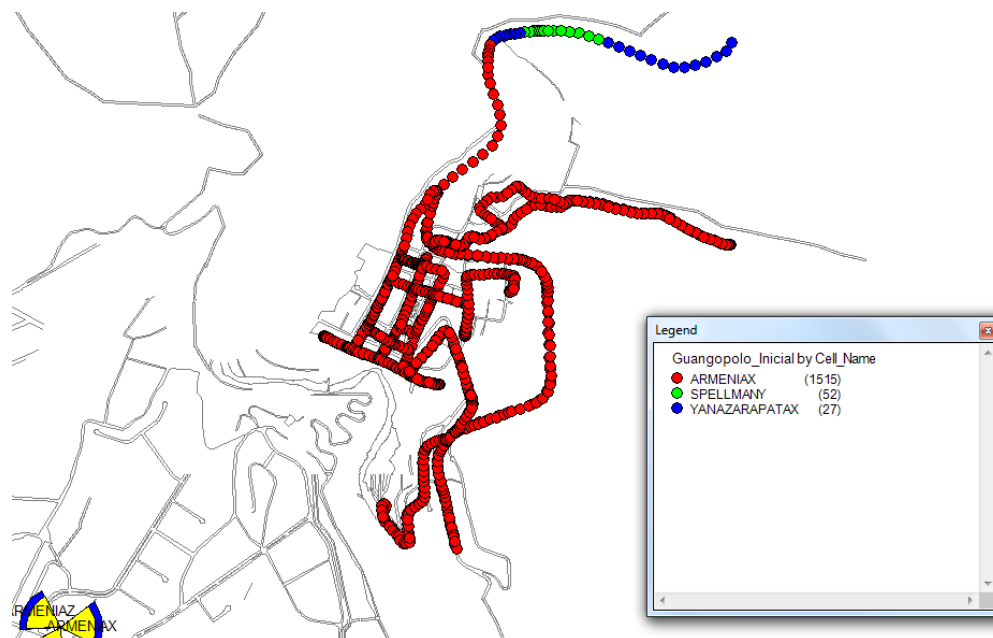 Legend
Guangopolo_Inicial by Cell_Name
ARMENIAX (1515)
SPELLMANY (52)
YANAZARAPATAX (27)
ARMENIAZ
ARMENIAX